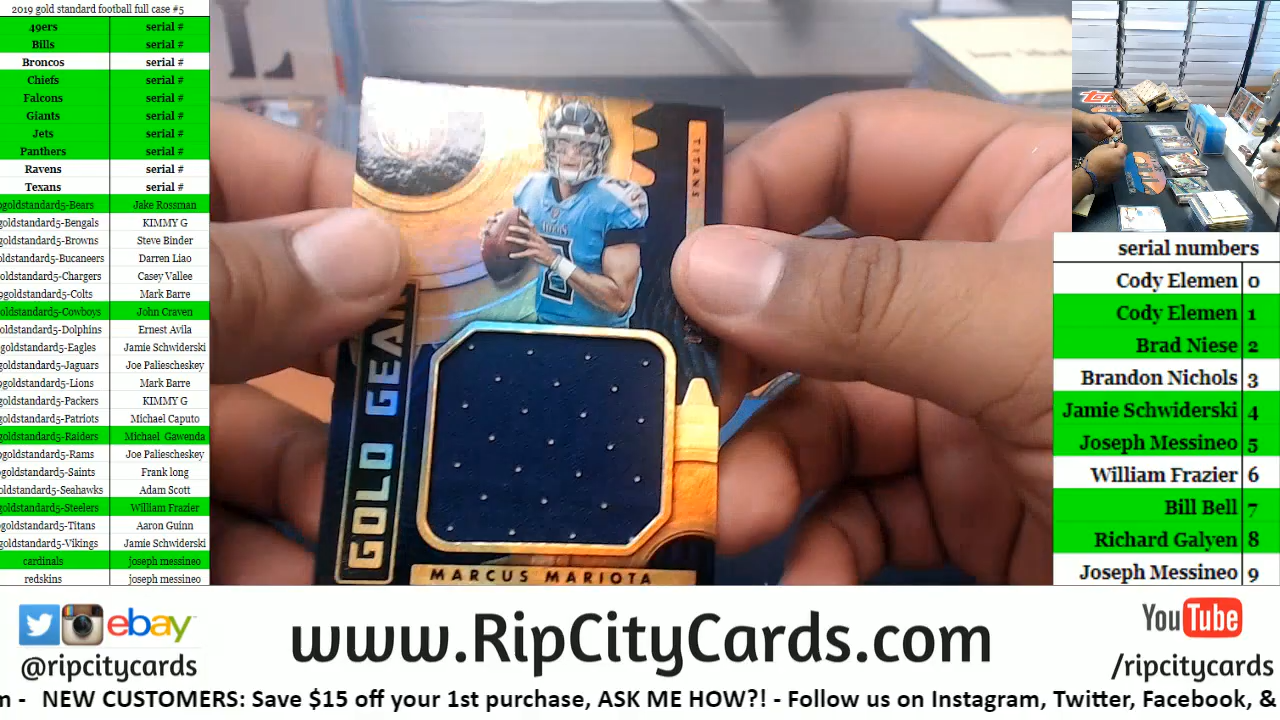 2019 gold standard football full case #5
49ers serial #
Bills serial #
Broncos serial #
Chiefs serial #
Falcons serial #
Giants serial #
Jets serial #
Panthers serial #
Ravens serial #
Texans serial #
goldstandard5-Bears Jake Rossman
goldstandard5-Bengals KIMMY G
goldstandard5-Browns Steve Binder
oldstandard5-Bucaneers Darren Liao
oldstandard5-Chargers Casey Vallee
9goldstandard5-Colts Mark Barre
oldstandard5-Cowboys John Craven
oldstandard5-Dolphins Ernest Avila
goldstandard5-Eagles Jamie Schwiderski
goldstandard5-Jaguars Joe Paliescheskey
goldstandard5-Lions Mark Barre
goldstandard5-Packers KIMMY G
goldstandard5-Patriots Michael Caputo
goldstandard5-Raiders Michael Gawenda
goldstandard5-Rams Joe Paliescheskey
goldstandard5-Saints Frank long
oldstandard5-Seahawks Adam Scott
goldstandard5-Steelers William Frazier
goldstandard5-Titans Aaron Guinn
goldstandard5-Vikings Jamie Schwiderski
cardinals joseph messineo
redskins joseph messineo
TITANS
GOLD GEAR
MARCUS MARIOTA
serial numbers
Cody Elemen 0
Cody Elemen 1
Brad Niese 2
Brandon Nichols 3
Jamie Schwiderski 4
Joseph Messineo 5
William Frazier 6
Bill Bell 7
Richard Galyen 8
Joseph Messineo 9
ebay
@ripcitycards
www.RipCityCards.com
YouTube
/ripcitycards
m - NEW CUSTOMERS: Save $15 off your 1st purchase, ASK ME HOW?! - Follow us on Instagram, Twitter, Facebook, &